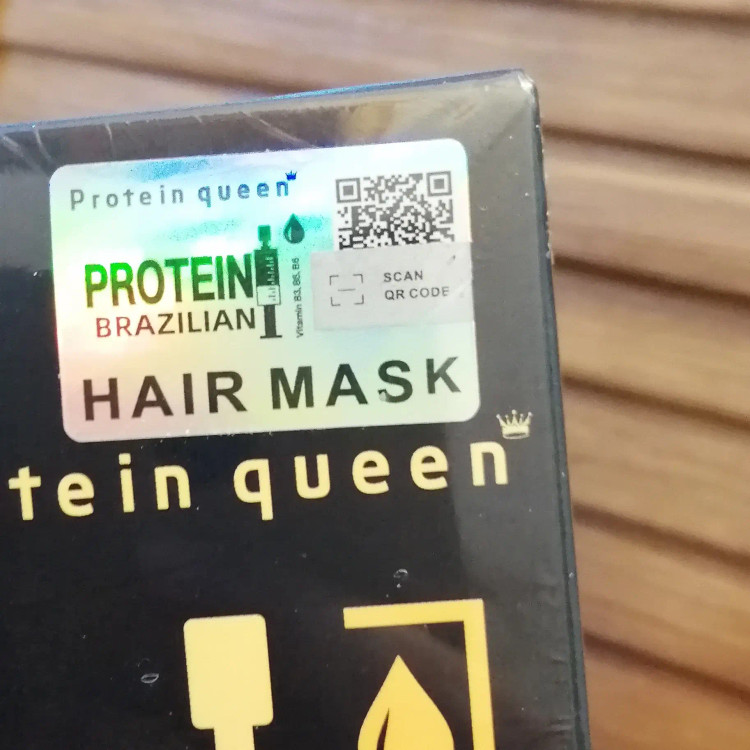 Protein queen
PROTEIN
BRAZILIAN
Vitamin B3, B5, B6
SCAN
QR CODE
HAIR MASK
tein queen